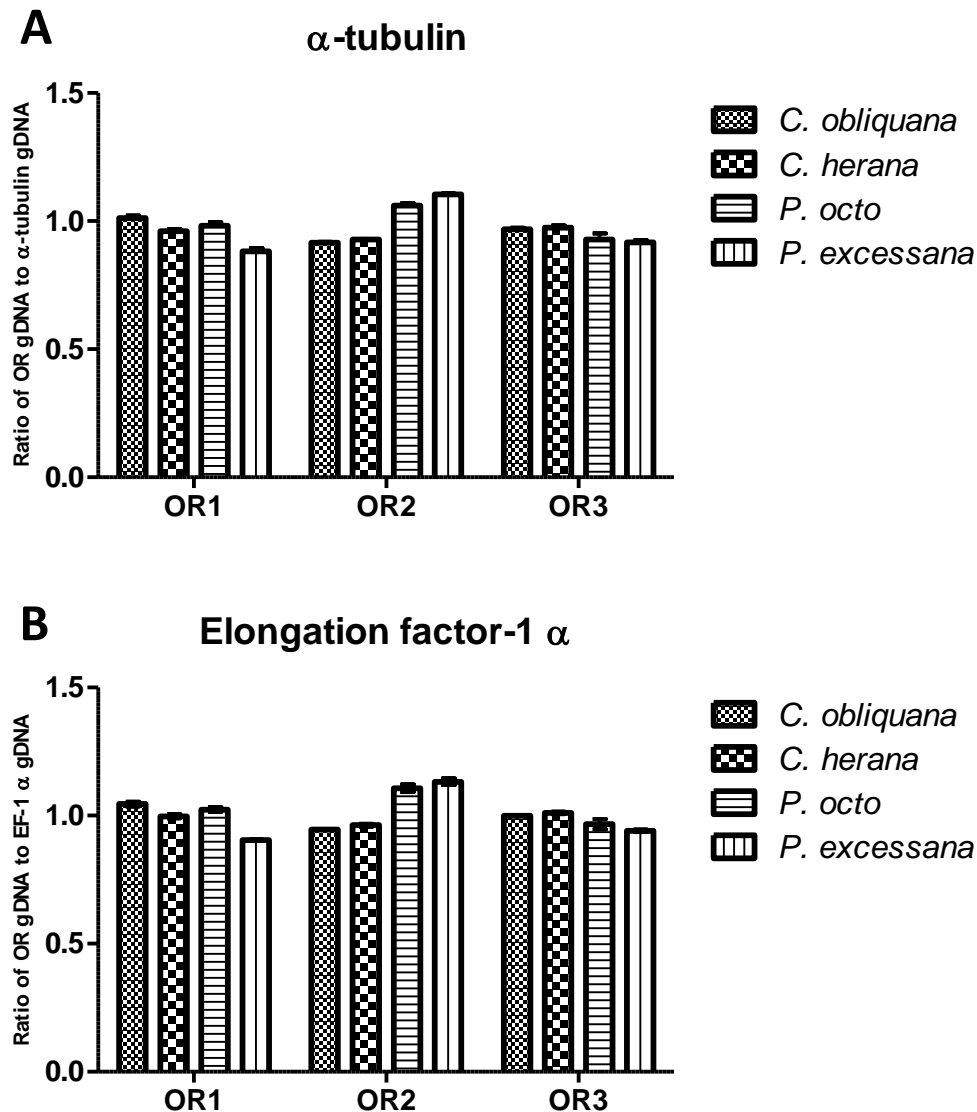 A
α-tubulin
Ratio of OR gDNA to α-tubulin gDNA
1.5
1.0
0.5
0.0
OR1 OR2 OR3
C. obliquana
C. herana
P. octo
P. excessana
B
Elongation factor-1 α
Ratio of OR gDNA to EF-1 α gDNA
1.5
1.0
0.5
0.0
OR1 OR2 OR3
C. obliquana
C. herana
P. octo
P. excessana